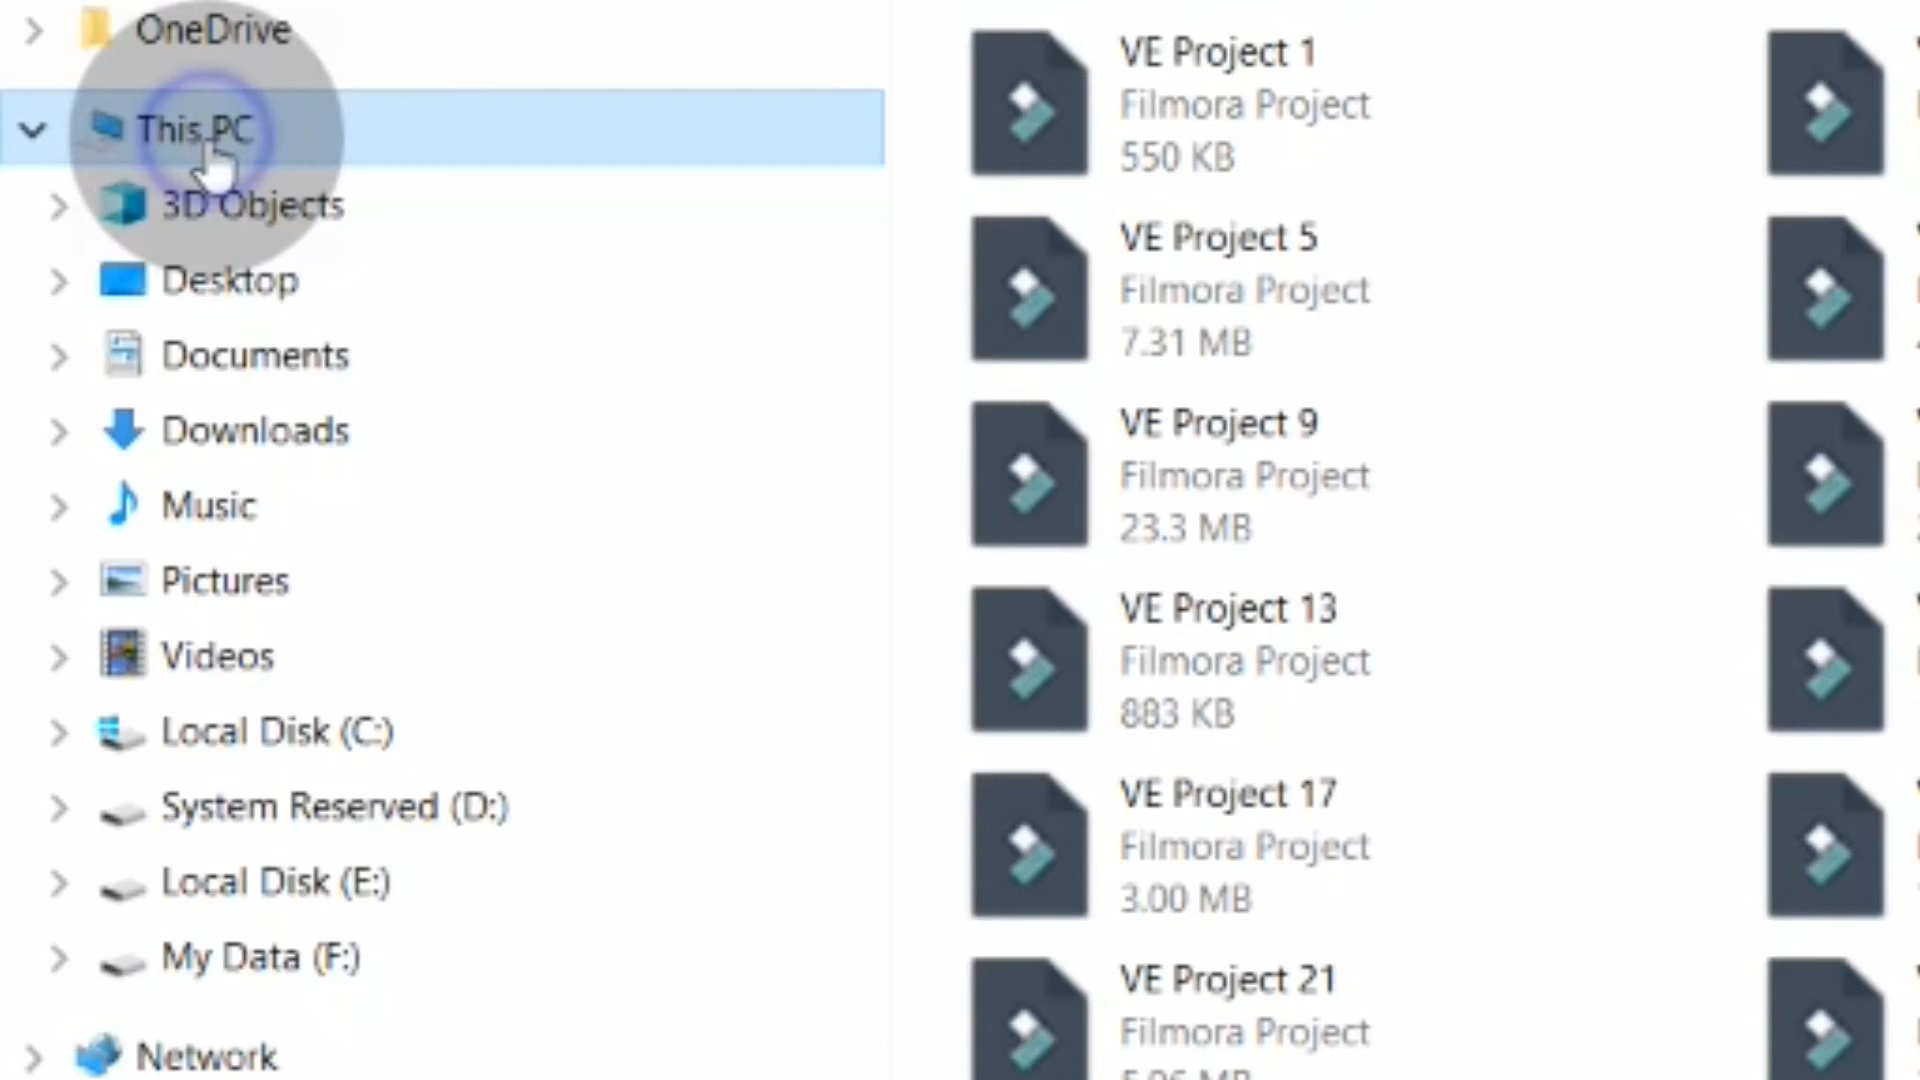 OneDrive
This PC
3D Objects
Desktop
Documents
Downloads
Music
Pictures
Videos
Local Disk (C:)
System Reserved (D:)
Local Disk (E:)
My Data (F:)
Network
VE Project 1
Filmora Project
550 KB
VE Project 5
Filmora Project
7.31 MB
VE Project 9
Filmora Project
23.3 MB
VE Project 13
Filmora Project
883 KB
VE Project 17
Filmora Project
3.00 MB
VE Project 21
Filmora Project